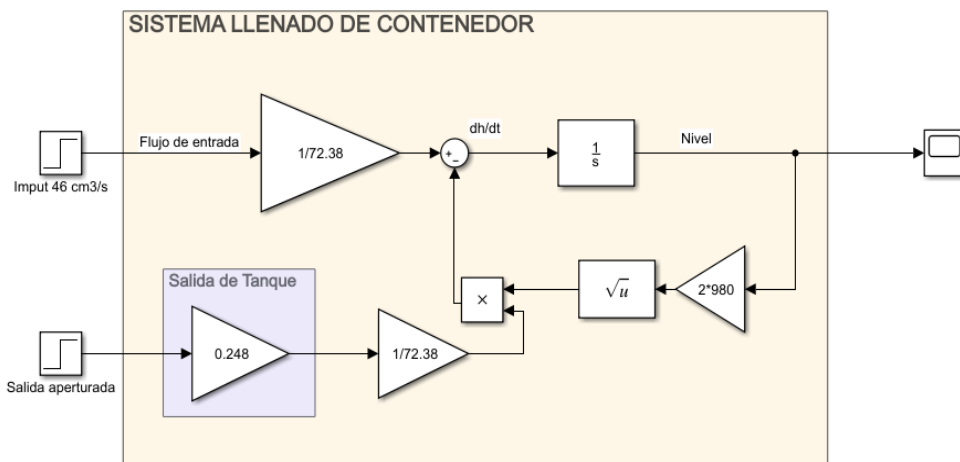 SISTEMA LLENADO DE CONTENEDOR
Flujo de entrada
1/72.38
+
−
dh/dt
1
s
Nivel
Imput 46 cm3/s
Salida de Tanque
0.248
1/72.38
×
√u
2*980
Salida aperturada